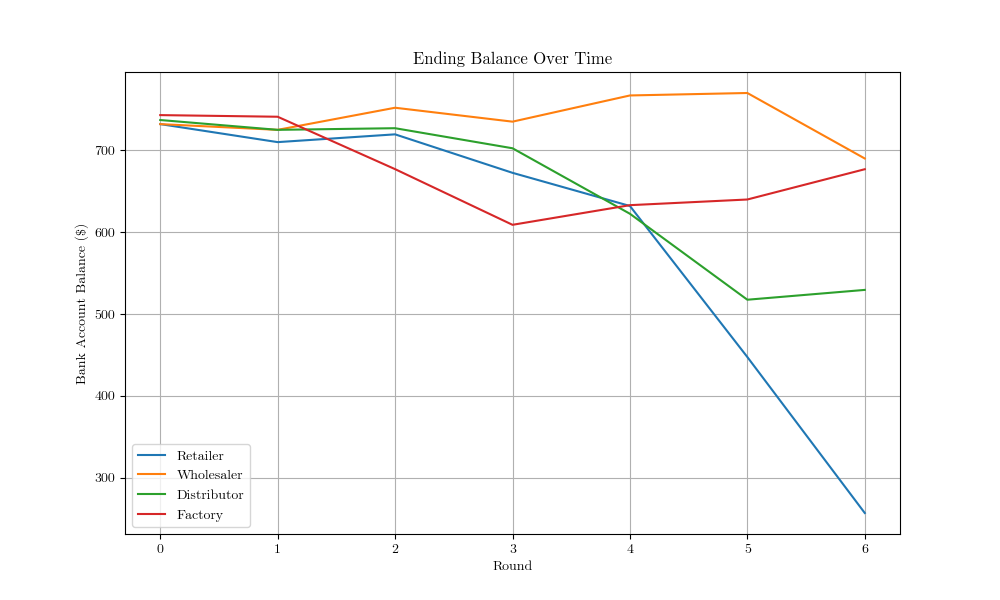 Ending Balance Over Time
Bank Account Balance ($)
700
600
500
400
300
Retailer
Wholesaler
Distributor
Factory
0 1 2 3 4 5 6
Round